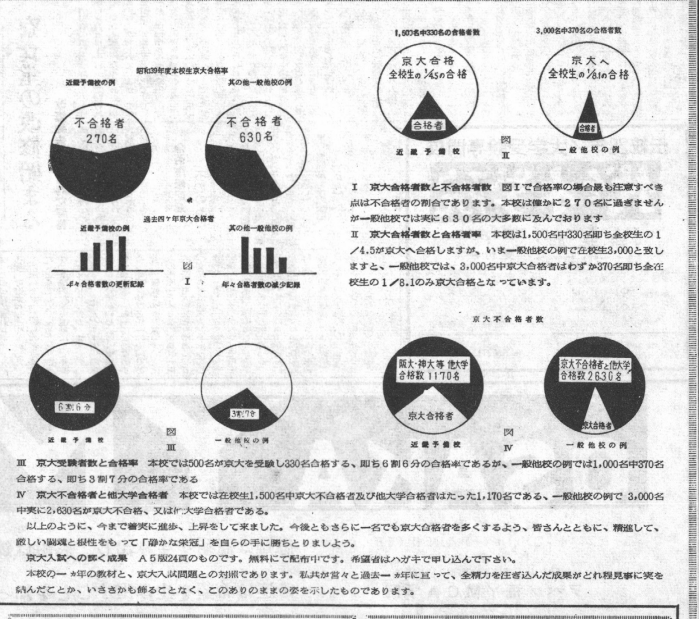 昭和39年度本校生京大合格率
近畿予備校の例
其の他一般他校の例
不合格者
270名
不合格者
630名
過去四ヶ年京大合格者
近畿予備校の例
其の他一般他校の例
年々合格者数の更新記録
年々合格者数の減少記録
図
I
1,500名中330名の合格者数
3,000名中370名の合格者数
京大合格
全校生の1/4.5の合格
合格者
京大へ
全校生の1/8.1の合格
合格者
近畿予備校
図
II
一般他校の例
I 京大合格者数と不合格者数 図Iで合格率の場合最も注意すべき
点は不合格者の割合であります。本校は僅かに270名に過ぎません
が一般他校では実に630名の大多数に及んでおります
II 京大合格者数と合格者率 本校は1,500名中330名即ち全校生の1
/4.5が京大へ合格しますが、いま一般他校の例で在校生3,000と致し
ますと、一般他校では、3,000名中京大合格者はわずか370名即ち全在
校生の1/8.1のみ京大合格となっています。
京大不合格者数
6割6分
3割7分
近畿予備校
図
III
一般他校の例
阪大・神大等他大学
合格数1170名
京大合格者
京大不合格者と他大学
合格数2630名
京大合格者
近畿予備校
図
IV
一般他校の例
III 京大受験者数と合格率 本校では500名が京大を受験し330名合格する、即ち6割6分の合格率であるが、一般他校の例では1,000名中370名
合格する、即ち3割7分の合格率である
IV 京大不合格者と他大学合格者 本校では在校生1,500名中京大不合格者及び他大学合格者はたった1,170名である、一般他校の例で3,000名
中実に2,630名が京大不合格、又は他大学合格者である。
以上のように、今まで着実に進歩、上昇をして来ました。今後ともさらに一名でも京大合格者を多くするよう、皆さんとともに、精進して、
厳しい闘魂と根性をもって「静かな栄冠」を自らの手に勝ちとりましょう。
京大入試への輝く成果 A5版24頁のものです。無料にて配布中です。希望者はハガキで申し込んで下さい。
本校の一ヵ年の教材と、京大入試問題との対照であります。私共が営々と過去一ヵ年に亘って、全精力を注ぎ込んだ成果がどれ程見事に実を
結んだことか、いささかも飾ることなく、このありのままの姿を示したものであります。